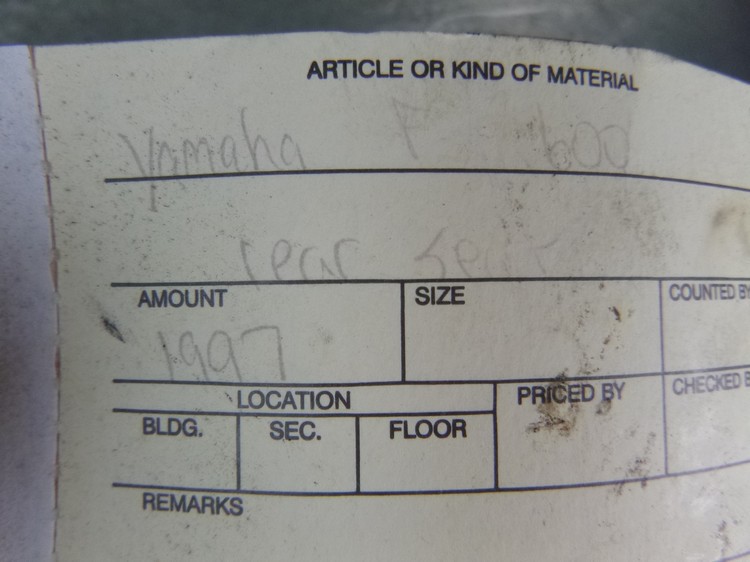 ARTICLE OR KIND OF MATERIAL
Yamaha F 600
rear
AMOUNT SIZE COUNTED BY
1997
LOCATION PRICED BY CHECKED
BLDG. SEC. FLOOR
REMARKS